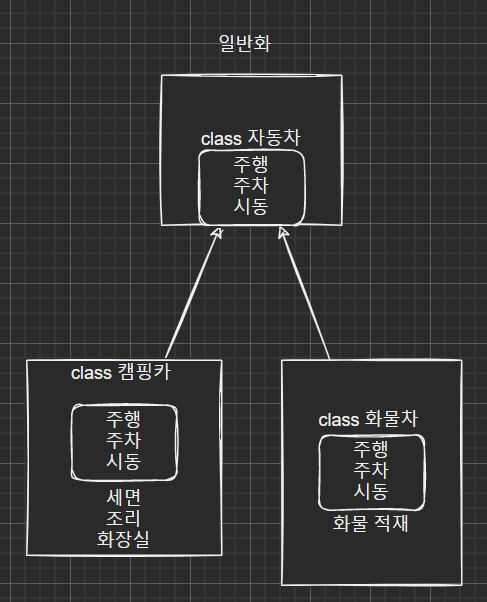 일반화
class 자동차
주행
주차
시동
class 캠핑카
주행
주차
시동
세면
조리
화장실
class 화물차
주행
주차
시동
화물 적재